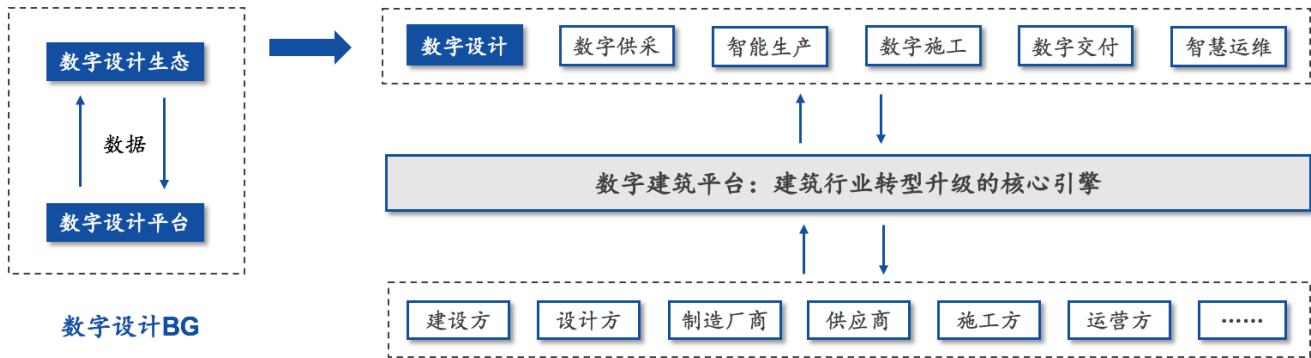 数字设计生态
数据
数字设计平台
数字设计BG
数字设计
数字供采
智能生产
数字施工
数字交付
智慧运维
数字建筑平台：建筑行业转型升级的核心引擎
建设方
设计方
制造厂商
供应商
施工方
运营方
……